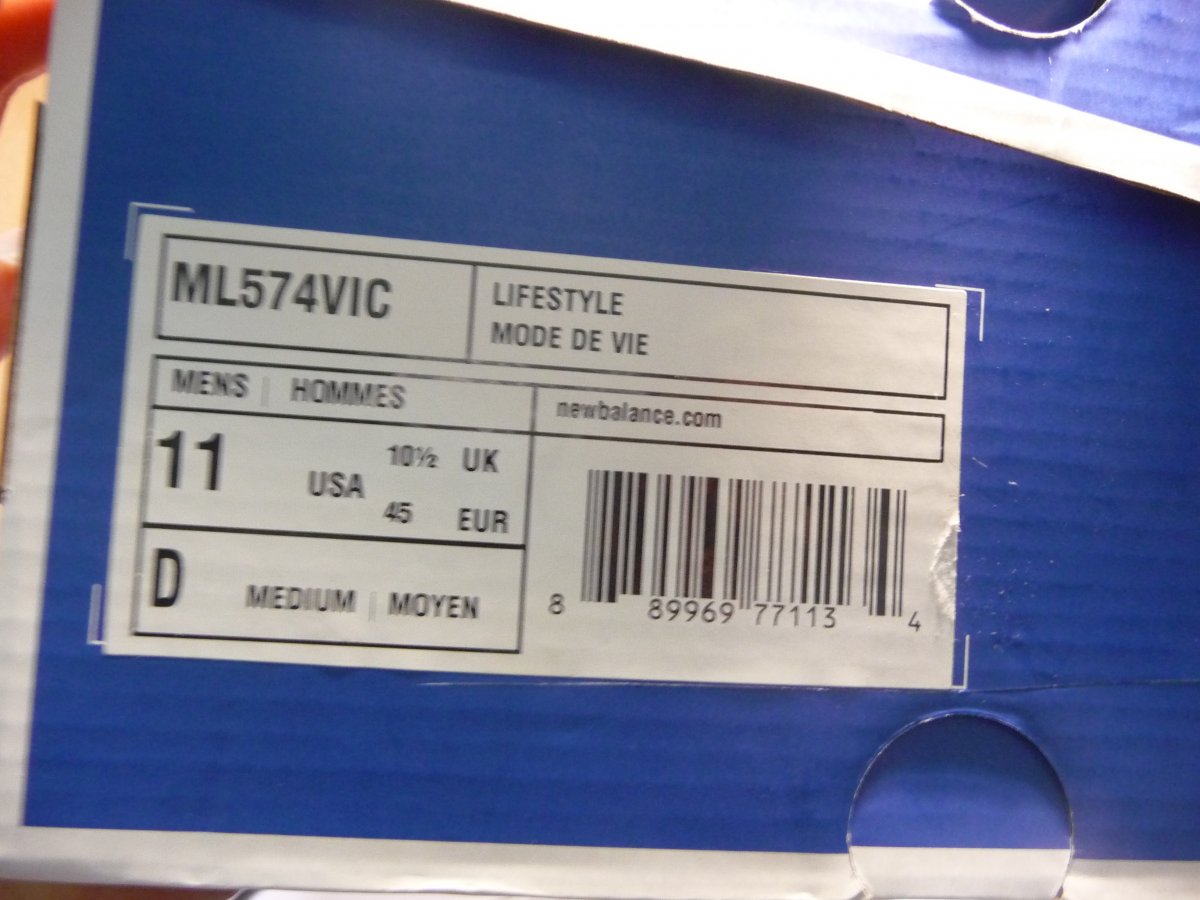 ML574VIC
LIFESTYLE
MODE DE VIE
MENS | HOMMES
newbalance.com
11 USA
10½ UK
45 EUR
D MEDIUM | MOYEN
8 89969 77113 4